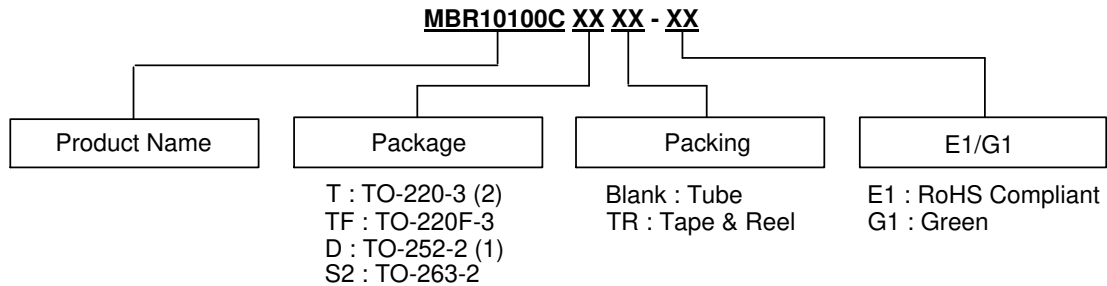 MBR10100C XX XX - XX
Product Name
Package
Packing
E1/G1
T : TO-220-3 (2)
TF : TO-220F-3
D : TO-252-2 (1)
S2 : TO-263-2
Blank : Tube
TR : Tape & Reel
E1 : RoHS Compliant
G1 : Green